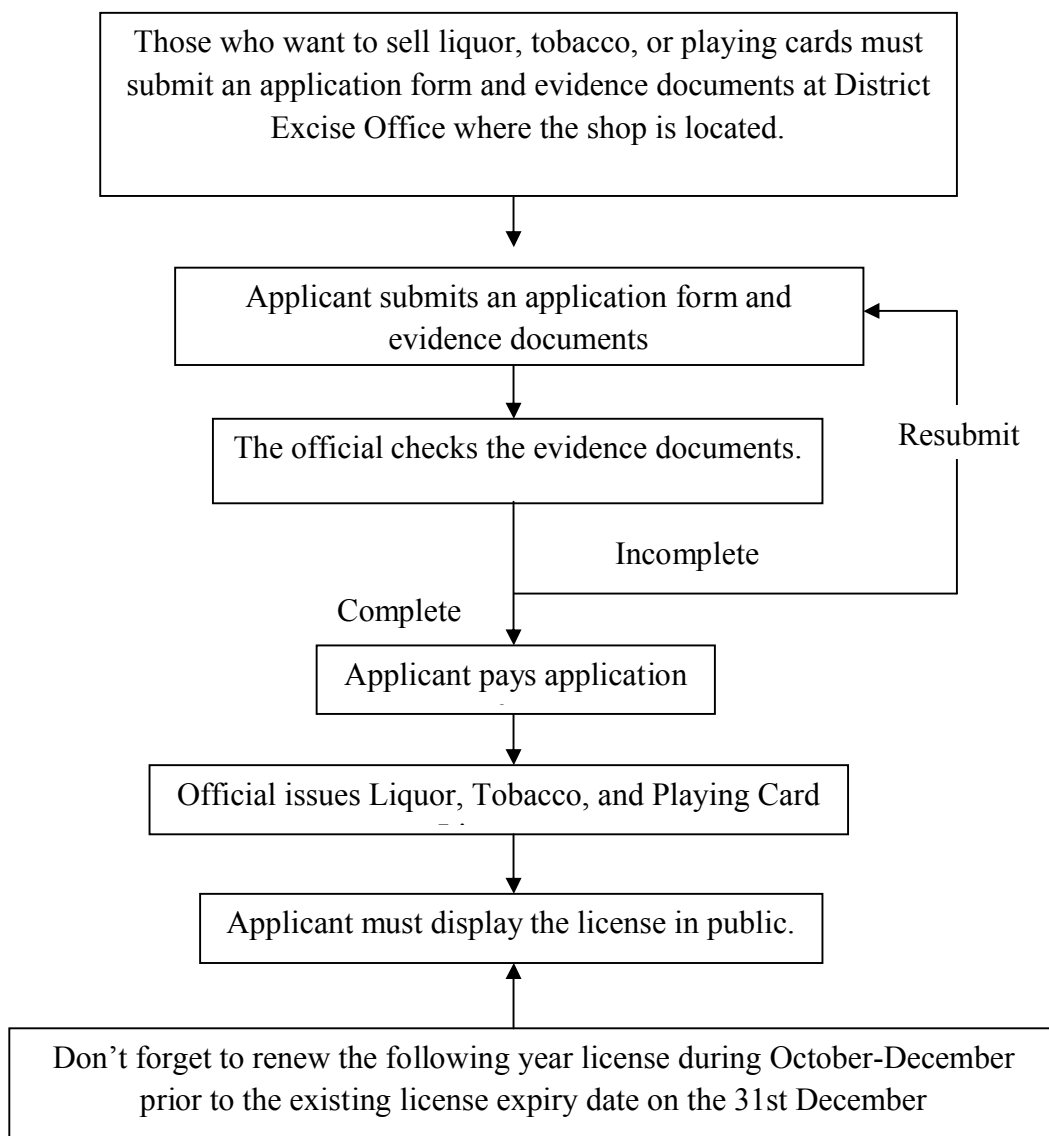 Those who want to sell liquor, tobacco, or playing cards must
submit an application form and evidence documents at District
Excise Office where the shop is located.
Applicant submits an application form and
evidence documents
The official checks the evidence documents.
Resubmit
Incomplete
Complete
Applicant pays application
Official issues Liquor, Tobacco, and Playing Card
Applicant must display the license in public.
Don’t forget to renew the following year license during October-December
prior to the existing license expiry date on the 31st December